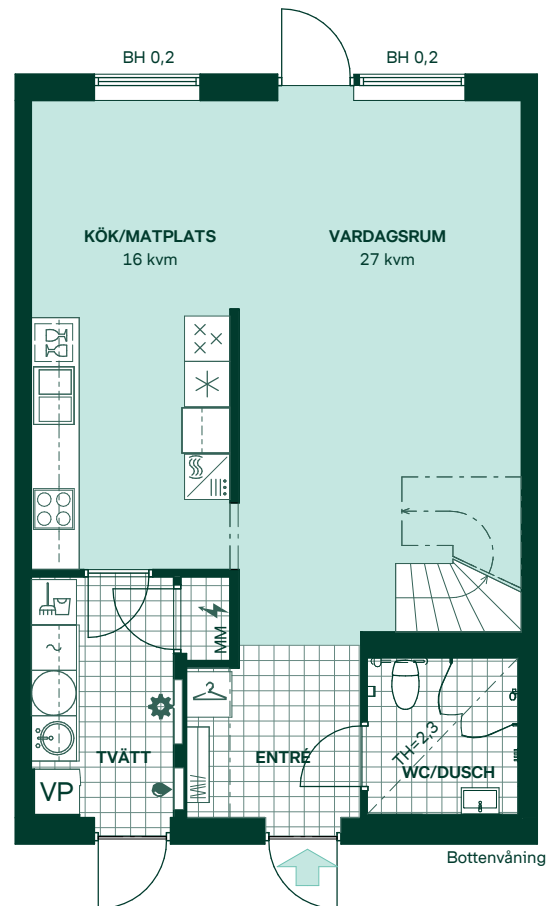 BH 0,2
BH 0,2
KÖK/MATPLATS
16 kvm
VARDAGSRUM
27 kvm
MM
TVÄTT
ENTRÉ
TH=2,3
WC/DUSCH
VP
Bottenvåning